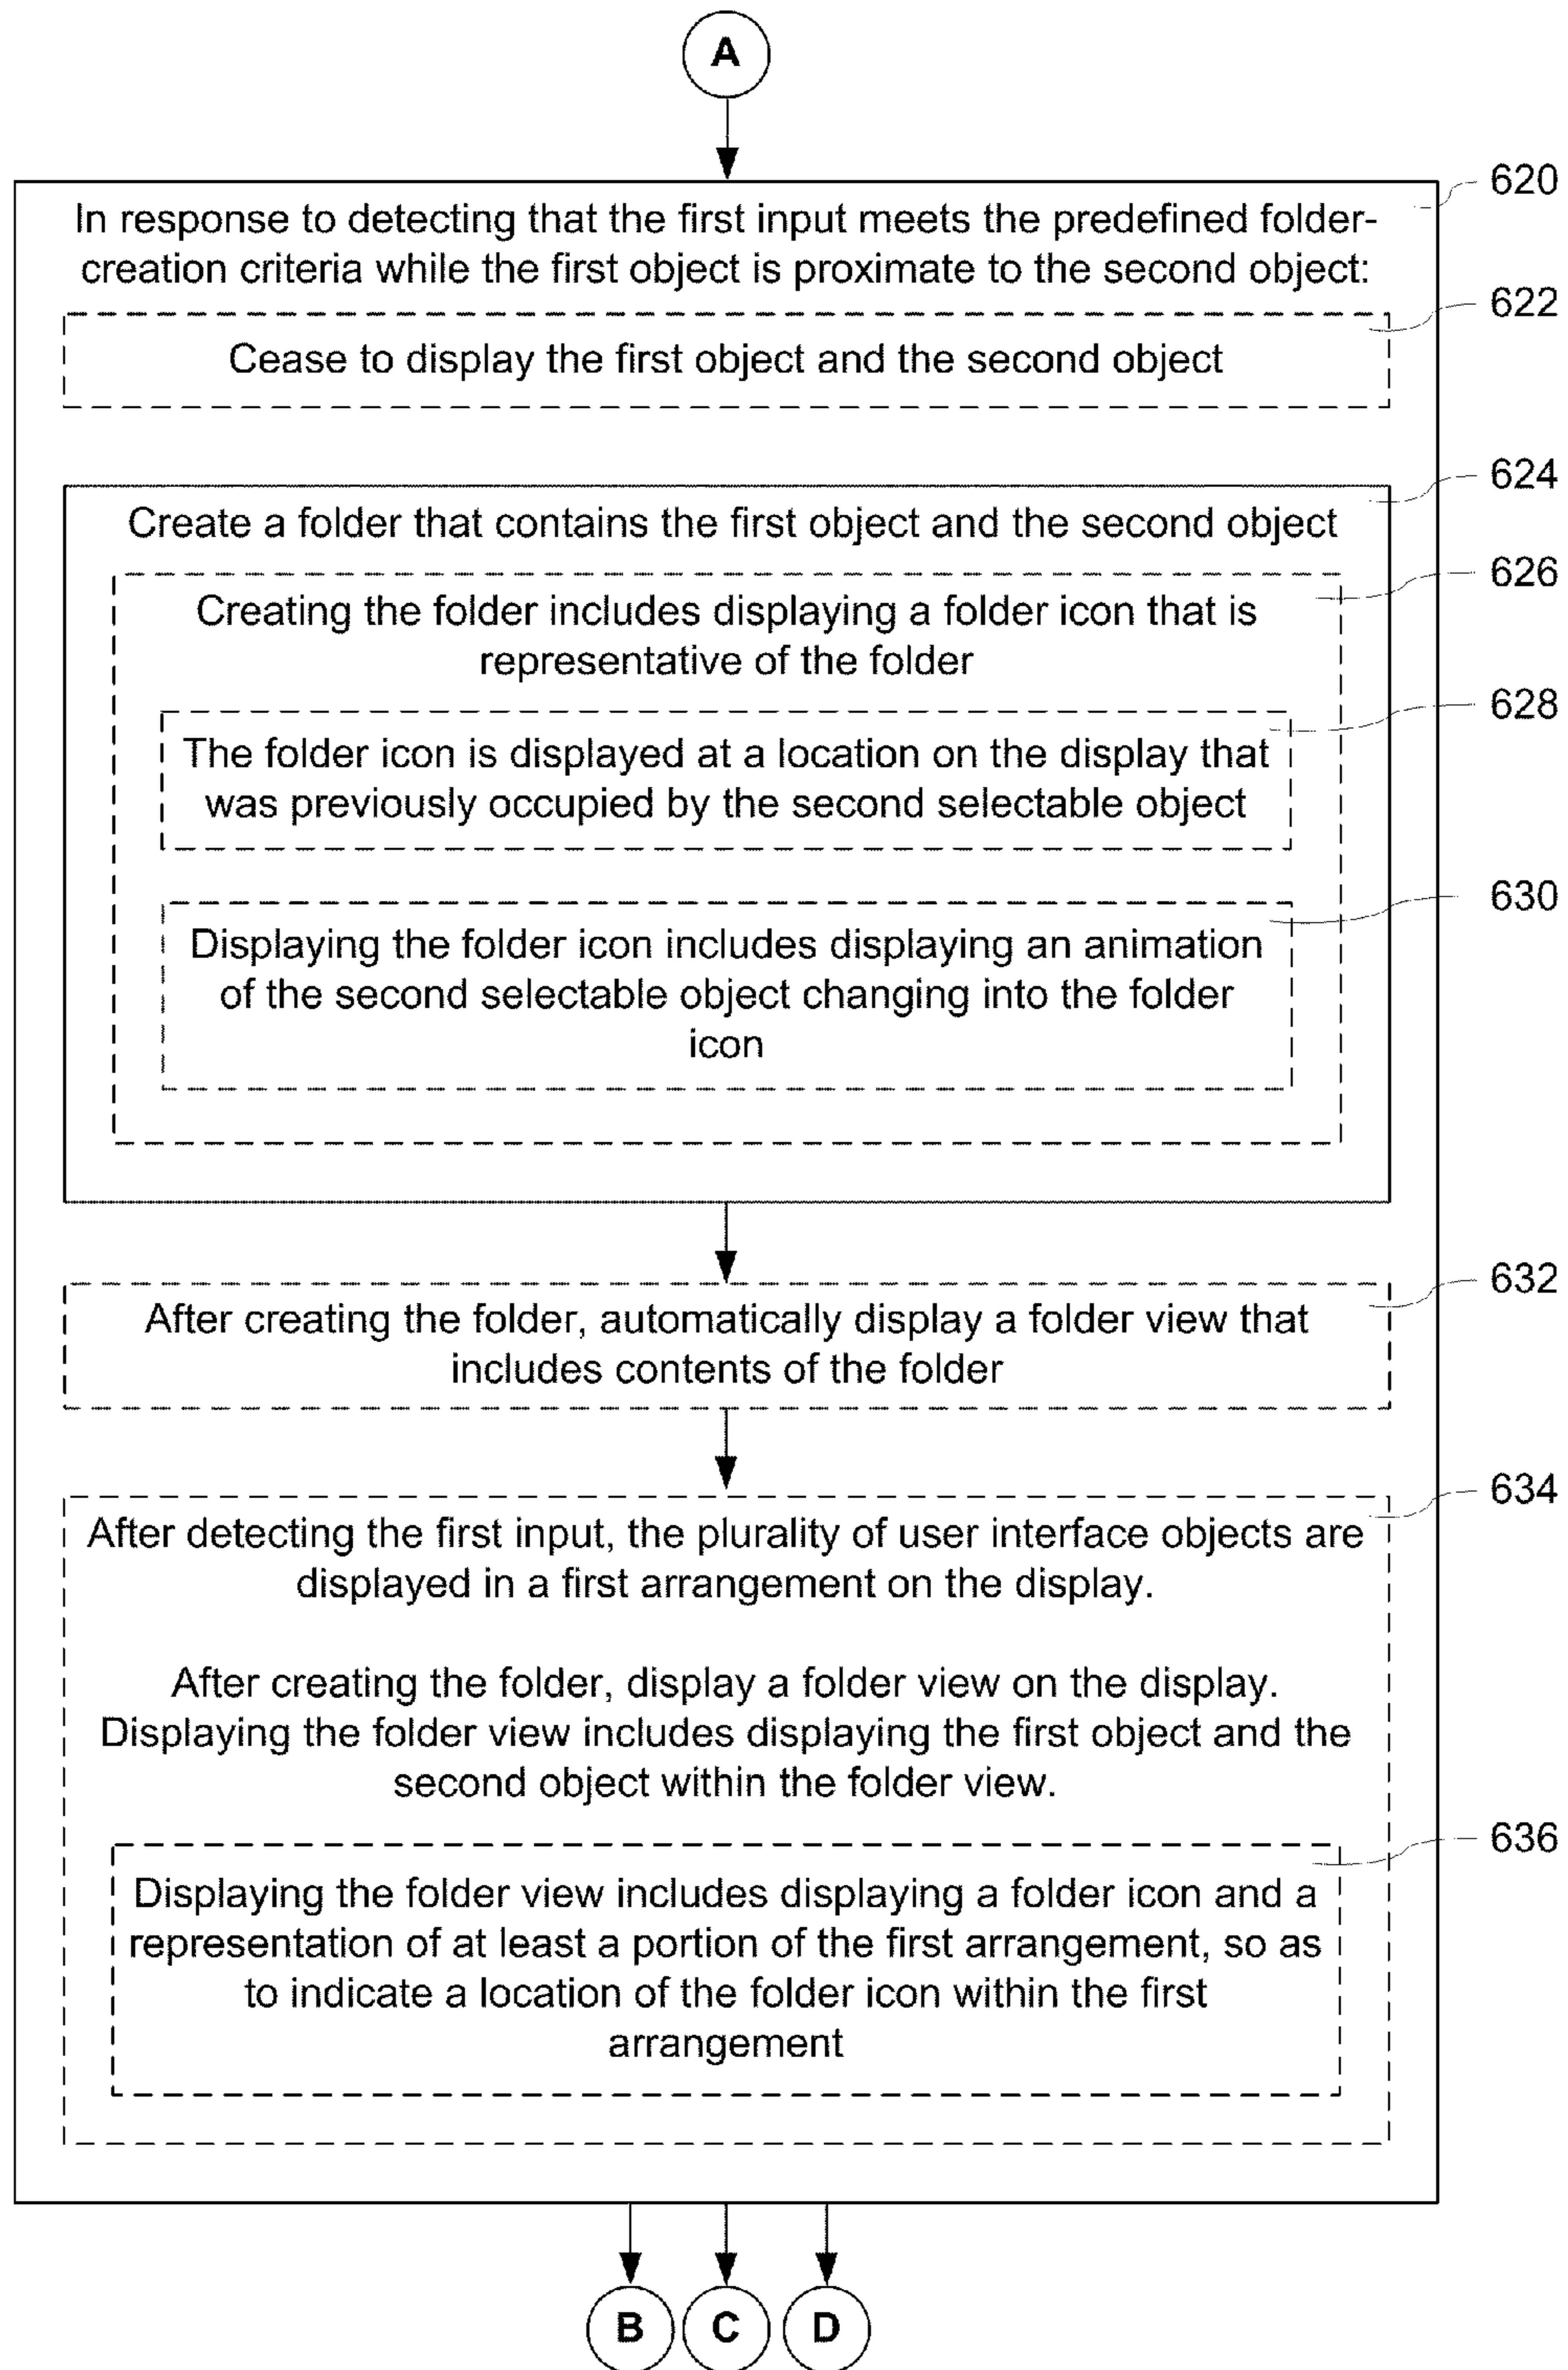 A
620
In response to detecting that the first input meets the predefined folder-
creation criteria while the first object is proximate to the second object:
622
Cease to display the first object and the second object
624
Create a folder that contains the first object and the second object
626
Creating the folder includes displaying a folder icon that is
representative of the folder
628
The folder icon is displayed at a location on the display that
was previously occupied by the second selectable object
630
Displaying the folder icon includes displaying an animation
of the second selectable object changing into the folder
icon
632
After creating the folder, automatically display a folder view that
includes contents of the folder
634
After detecting the first input, the plurality of user interface objects are
displayed in a first arrangement on the display.
After creating the folder, display a folder view on the display.
Displaying the folder view includes displaying the first object and the
second object within the folder view.
636
Displaying the folder view includes displaying a folder icon and a
representation of at least a portion of the first arrangement, so as
to indicate a location of the folder icon within the first
arrangement
B C D